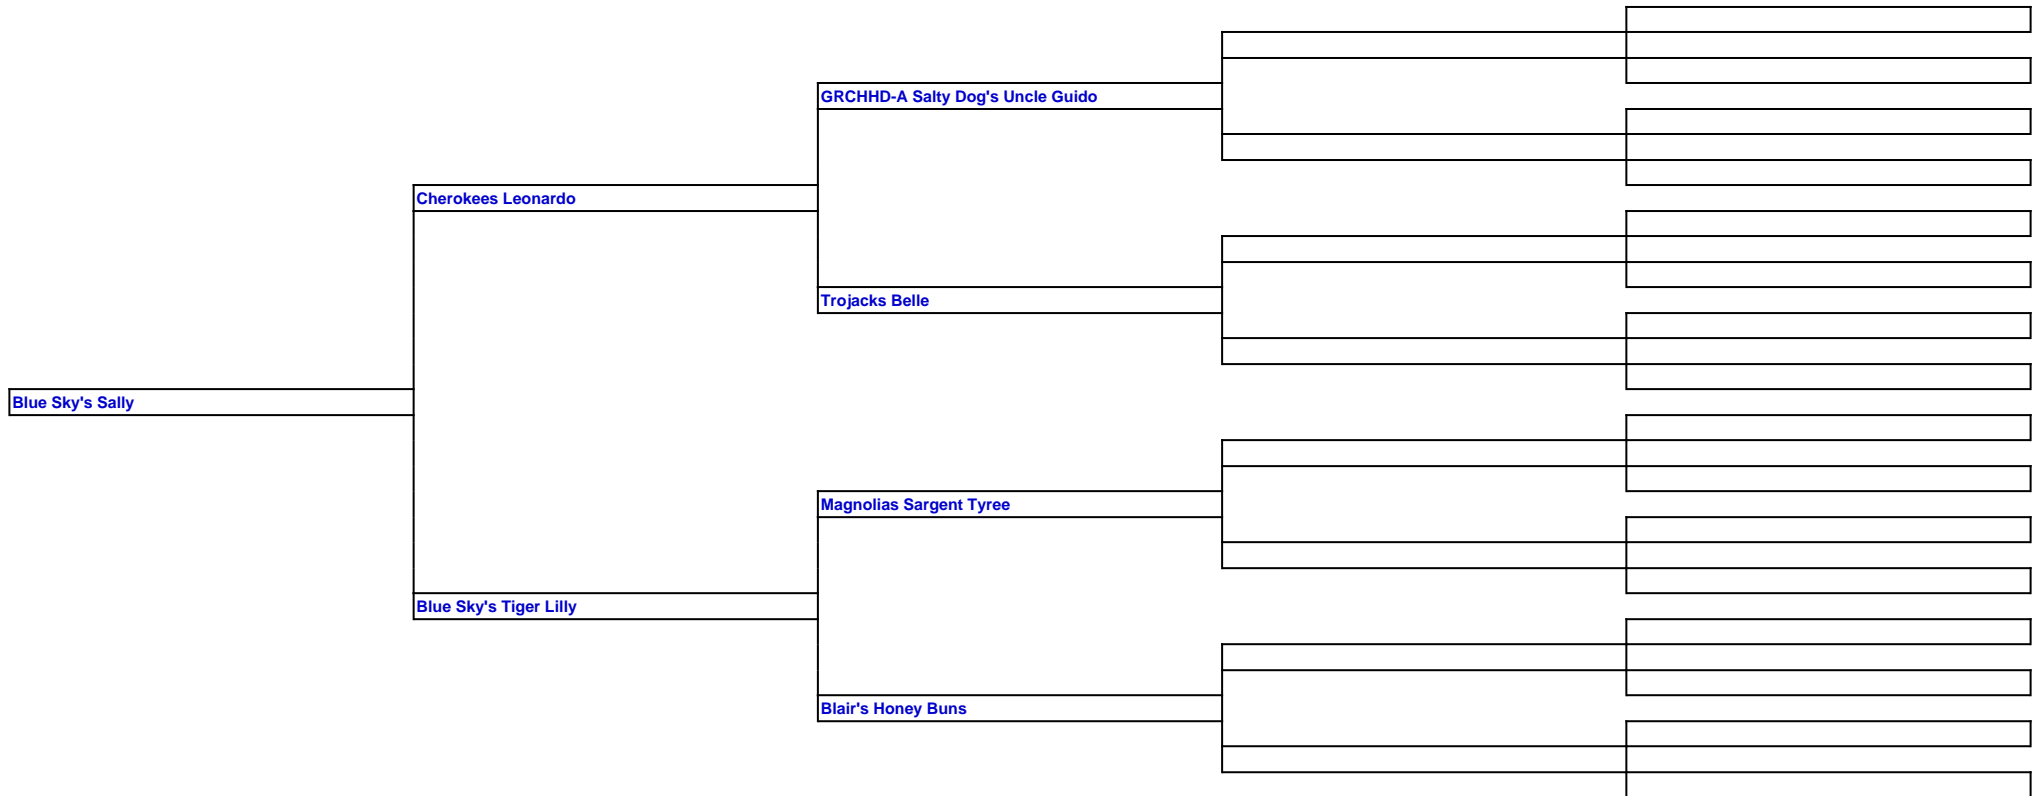 GRCHHD-A Salty Dog's Uncle Guido
Cherokees Leonardo
Trojacks Belle
Blue Sky's Sally
Magnolias Sargent Tyree
Blue Sky's Tiger Lilly
Blair's Honey Buns